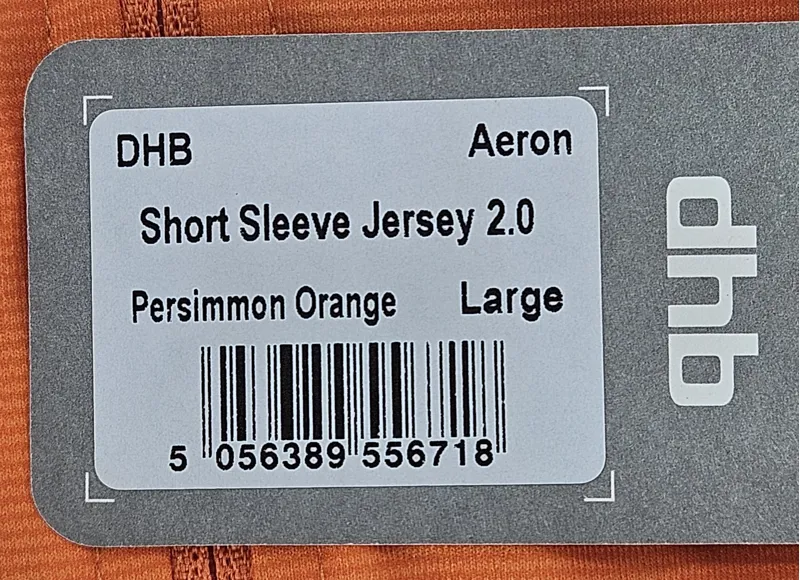 DHB Aeron
Short Sleeve Jersey 2.0
Persimmon Orange Large
5 056389 556718
dhb